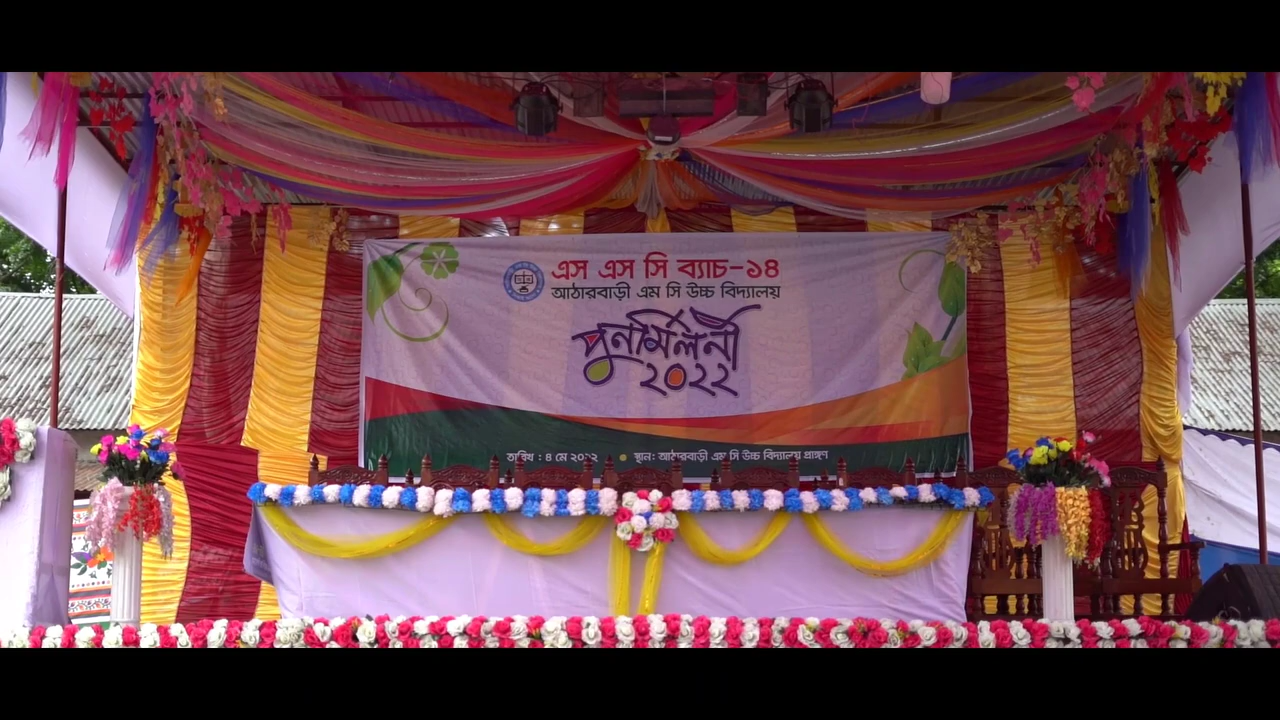 এস এস সি ব্যাচ-১৪
আঠারবাড়ী এম সি উচ্চ বিদ্যালয়
পুনর্মিলনী
২০২২
তারিখ : ৪ মে ২০২২ ● স্থান: আঠারবাড়ী এম সি উচ্চ বিদ্যালয় প্রাঙ্গণ